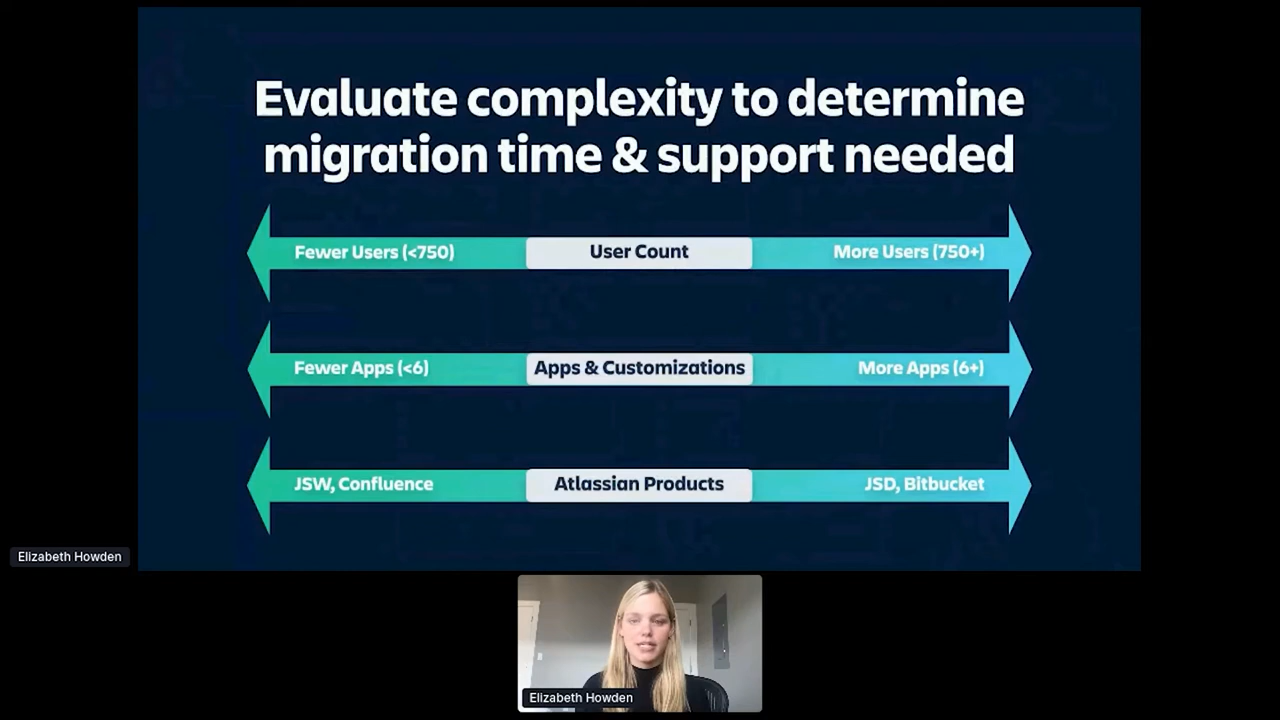 Evaluate complexity to determine
migration time & support needed
Fewer Users (<750) User Count More Users (750+)
Fewer Apps (<6) Apps & Customizations More Apps (6+)
JSW, Confluence Atlassian Products JSD, Bitbucket
Elizabeth Howden
Elizabeth Howden